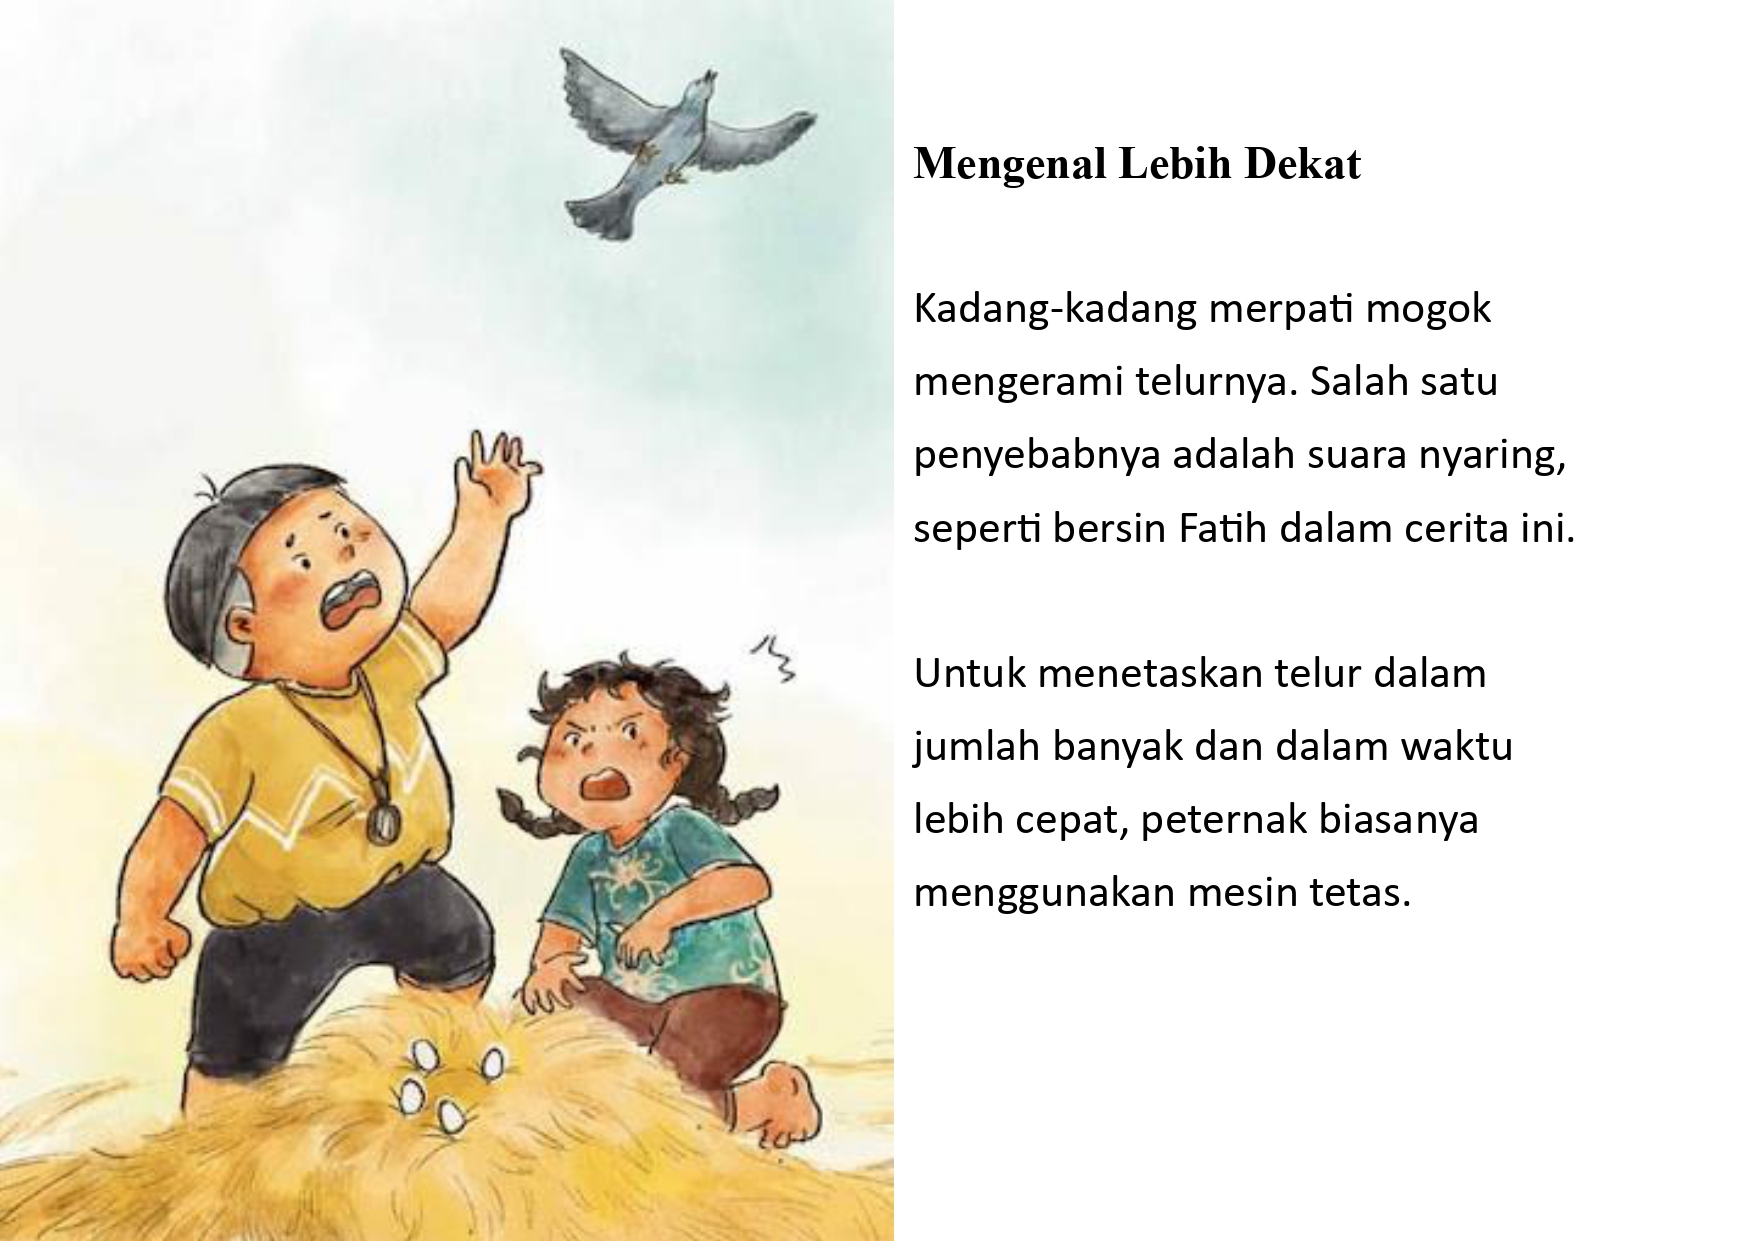 Mengenal Lebih Dekat
Kadang-kadang merpati mogok
mengerami telurnya. Salah satu
penyebabnya adalah suara nyaring,
seperti bersin Fatih dalam cerita ini.
Untuk menetaskan telur dalam
jumlah banyak dan dalam waktu
lebih cepat, peternak biasanya
menggunakan mesin tetas.